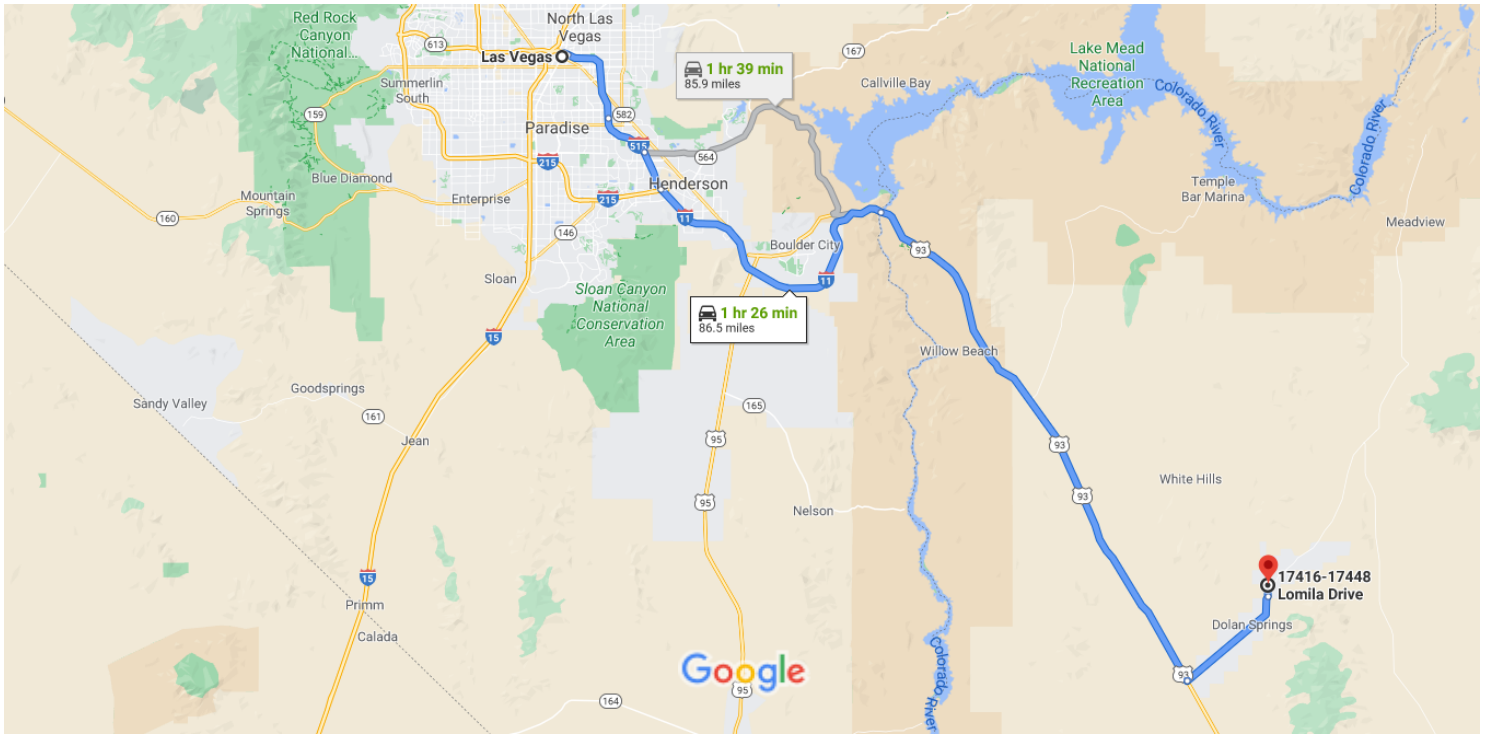 Red Rock
Canyon
National...
North Las
Vegas
613
Las Vegas
1 hr 39 min
85.9 miles
167
Callville Bay
Lake Mead
National
Recreation
Area
Colorado River
Colorado River
Summerlin
South
159
582
Paradise
515
564
215
Blue Diamond
Mountain
Springs
Enterprise
215
Henderson
11
160
146
Temple
Bar Marina
Meadview
Boulder City
93
Sloan
11
Sloan Canyon
National
Conservation
Area
1 hr 26 min
86.5 miles
15
Willow Beach
Goodsprings
Sandy Valley
161
165
Jean
95
93
White Hills
93
95
Nelson
15
17416-17448
Lomila Drive
Primm
Calada
Dolan Springs
Colorado River
Google
93
95
164